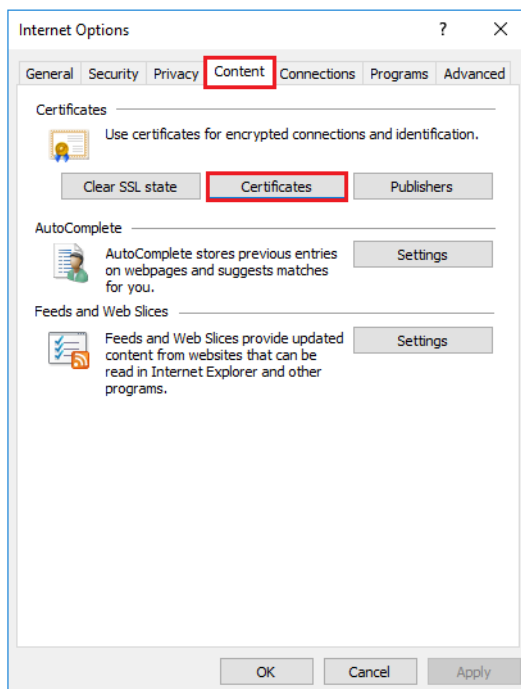 Internet Options ?
General Security Privacy Content Connections Programs Advanced
Certificates
Use certificates for encrypted connections and identification.
Clear SSL state Certificates Publishers
AutoComplete
AutoComplete stores previous entries
on webpages and suggests matches
for you.
Settings
Feeds and Web Slices
Feeds and Web Slices provide updated
content from websites that can be
read in Internet Explorer and other
programs.
Settings
OK Cancel Apply